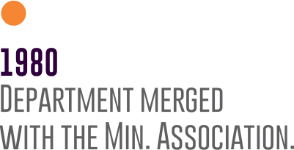 1980
Department merged
with the Min. Association.